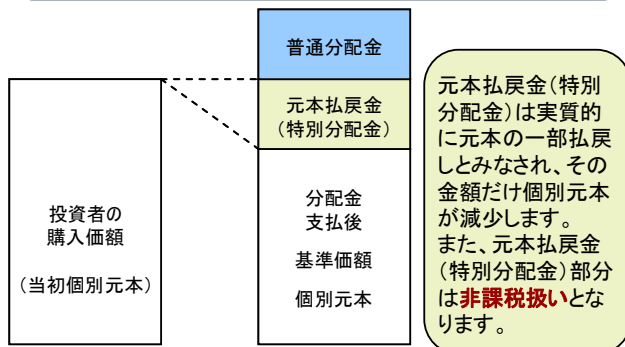 普通分配金
元本払戻金
(特別分配金)
投資者の
購入価額
(当初個別元本)
分配金
支払後
基準価額
個別元本
元本払戻金(特別
分配金)は実質的
に元本の一部払戻
しとみなされ、その
金額だけ個別元本
が減少します。
また、元本払戻金
(特別分配金)部分
は非課税扱いとな
ります。